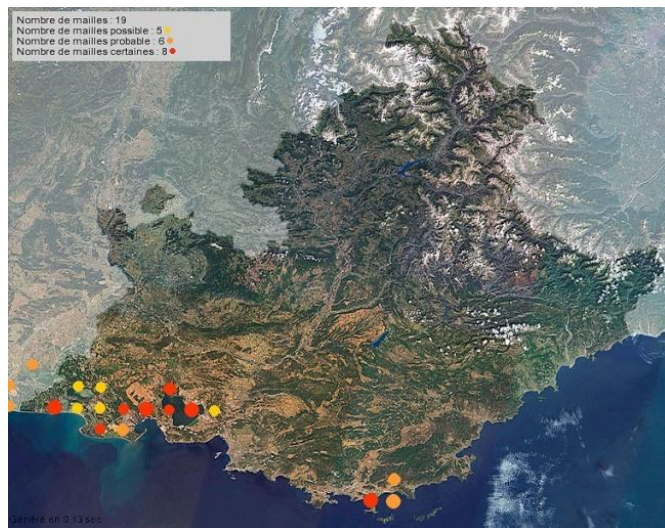 Nombre de mailles : 19
Nombre de mailles possible : 5
Nombre de mailles probable : 6
Nombre de mailles certaines : 8
Généré en 0.13 sec